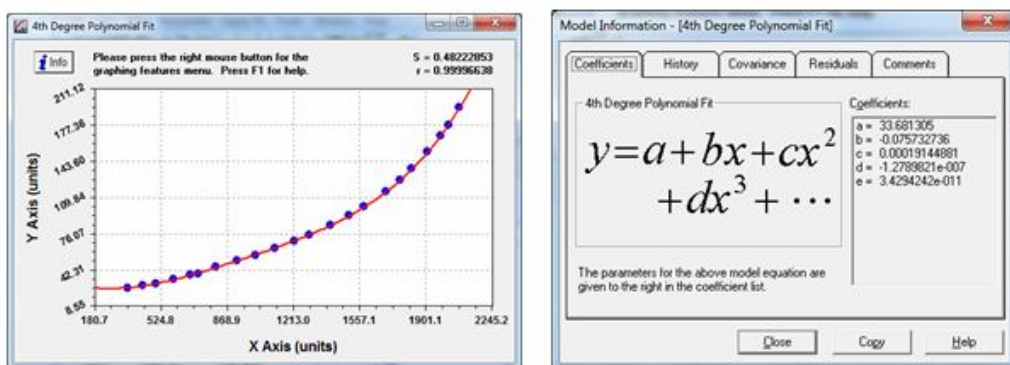 4th Degree Polynomial Fit
Info
Please press the right mouse button for the
graphing features menu. Press F1 for help.
S = 0.48222853
r = 0.99996638
Y Axis (units)
211.12
177.36
143.60
109.84
76.07
42.31
8.55
180.7 524.8 868.9 1213.0 1557.1 1901.1 2245.2
X Axis (units)
Model Information - [4th Degree Polynomial Fit]
Coefficients History Covariance Residuals Comments
4th Degree Polynomial Fit
y=a+bx+cx²
+dx³+⋯
Coefficients:
a = 33.681305
b = -0.075732736
c = 0.00019144881
d = -1.2789821e-007
e = 3.4294242e-011
The parameters for the above model equation are
given to the right in the coefficient list.
Close Copy Help